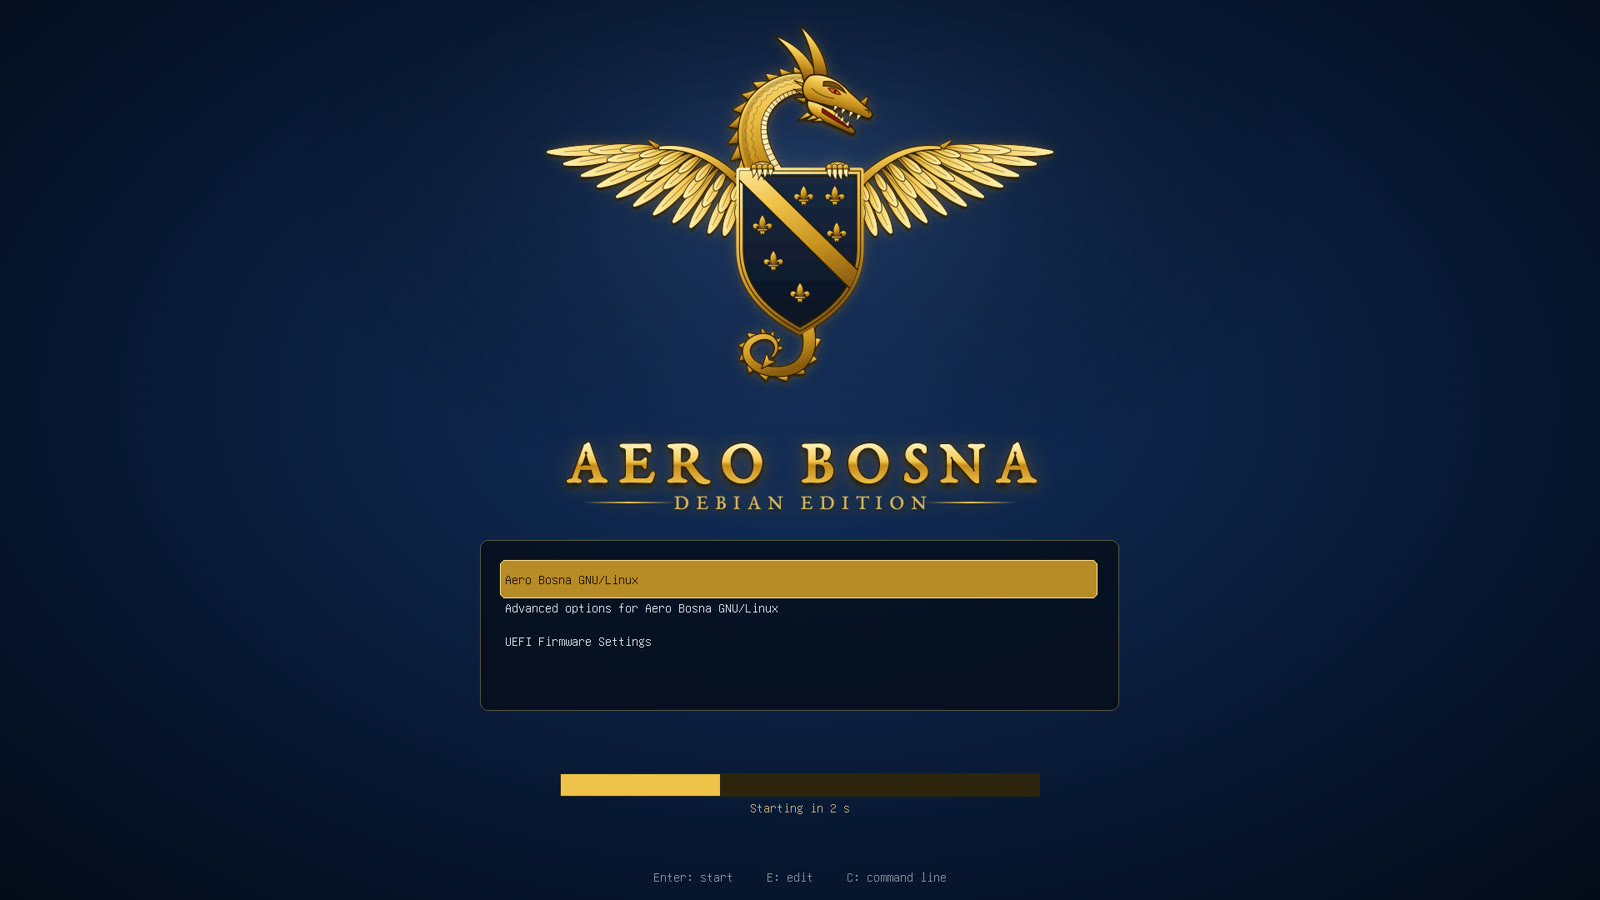 AERO BOSNA
DEBIAN EDITION
Aero Bosna GNU/Linux
Advanced options for Aero Bosna GNU/Linux
UEFI Firmware Settings
Starting in 2 s
Enter: start E: edit C: command line